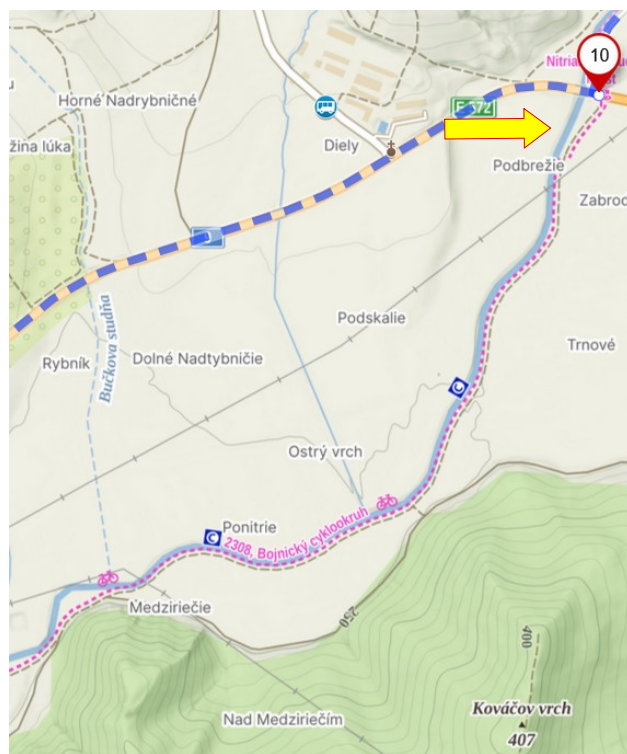 10
Nitria
E 572
Horné Nadrybničné
žina lúka
Diely
Podbrežie
Zabrod
Bučkova studňa
Podskalie
Trnové
Rybník
Dolné Nadtybničie
Ostrý vrch
C
Ponitrie
C
2308, Bojnický cyklookruh
Medziriečie
250
400
Kováčov vrch
407
Nad Medziriečím